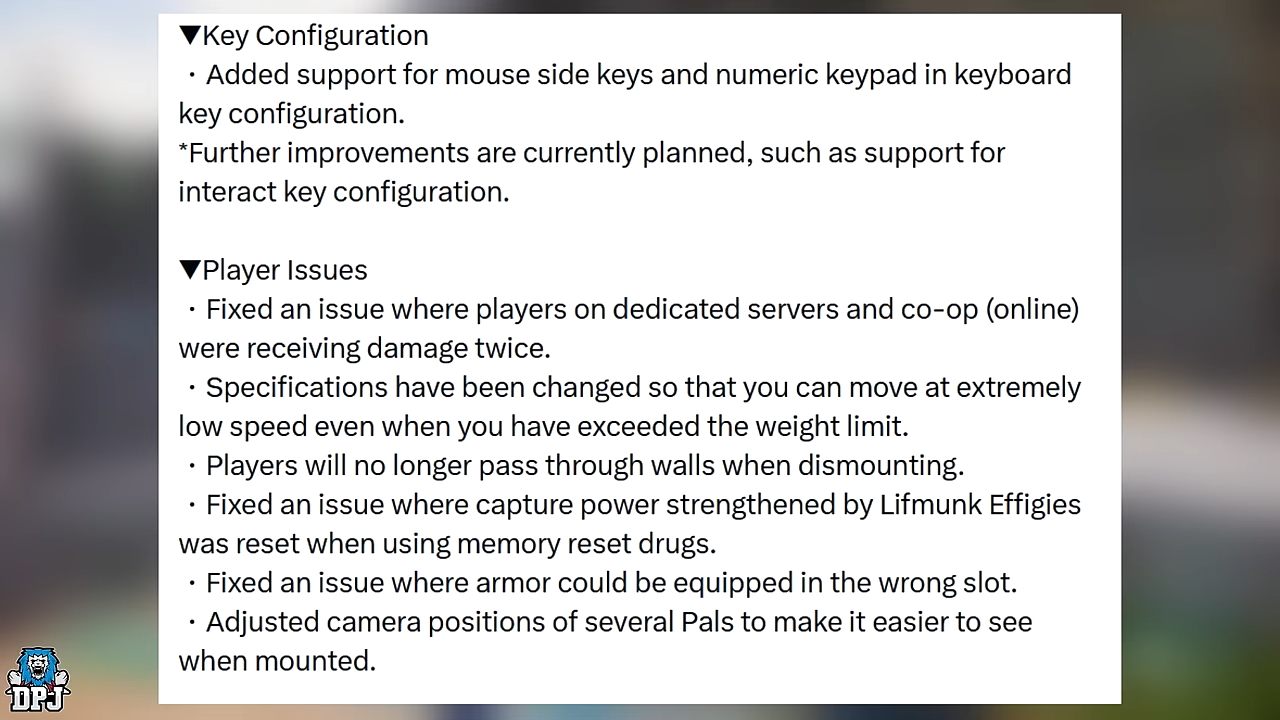 ▼Key Configuration
・Added support for mouse side keys and numeric keypad in keyboard
key configuration.
*Further improvements are currently planned, such as support for
interact key configuration.
▼Player Issues
・Fixed an issue where players on dedicated servers and co-op (online)
were receiving damage twice.
・Specifications have been changed so that you can move at extremely
low speed even when you have exceeded the weight limit.
・Players will no longer pass through walls when dismounting.
・Fixed an issue where capture power strengthened by Lifmunk Effigies
was reset when using memory reset drugs.
・Fixed an issue where armor could be equipped in the wrong slot.
・Adjusted camera positions of several Pals to make it easier to see
when mounted.
DPJ